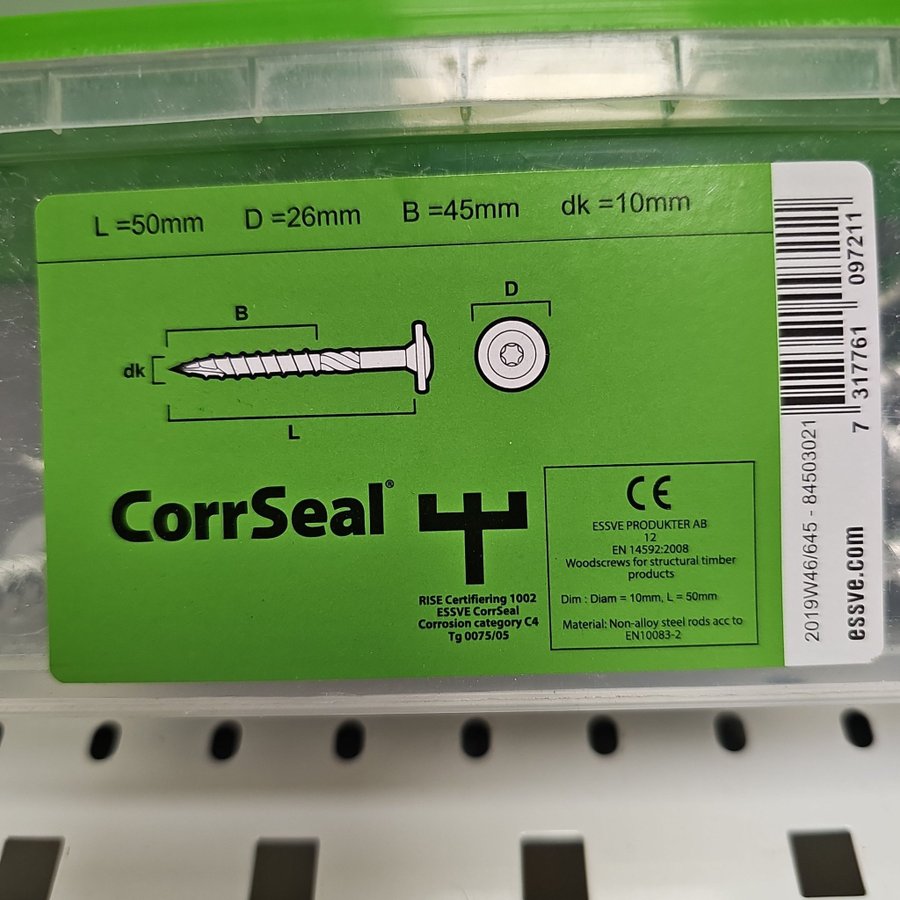 L =50mm D =26mm B =45mm dk =10mm
B
D
dk
L
CorrSeal®
RISE Certifiering 1002
ESSVE CorrSeal
Corrosion category C4
Tg 0075/05
CE
ESSVE PRODUKTER AB
12
EN 14592:2008
Woodscrews for structural timber
products
Dim : Diam = 10mm, L = 50mm
Material: Non-alloy steel rods acc to
EN10083-2
7 317761 097211
2019W46/645 - 84503021
essve.com